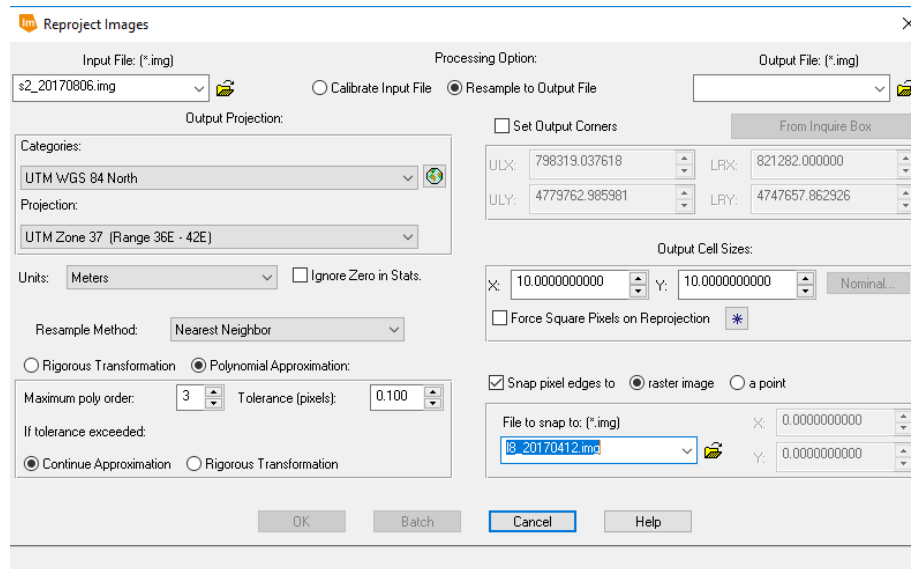 Im Reproject Images
Input File: (*.img)
Processing Option:
Output File: (*.img)
s2_20170806.img
Calibrate Input File
Resample to Output File
Output Projection:
Set Output Corners
From Inquire Box
Categories:
UTM WGS 84 North
ULX: 798319.037618
LRX: 821282.000000
ULY: 4779762.985981
LRY: 4747657.862926
Projection:
UTM Zone 37 (Range 36E - 42E)
Output Cell Sizes:
Units: Meters
Ignore Zero in Stats.
X: 10.0000000000
Y: 10.0000000000
Nominal...
Force Square Pixels on Reprojection
Resample Method: Nearest Neighbor
Rigorous Transformation
Polynomial Approximation:
Snap pixel edges to
raster image
a point
Maximum poly order: 3
Tolerance (pixels): 0.100
If tolerance exceeded:
Continue Approximation
Rigorous Transformation
File to snap to: (*.img)
l8_20170412.img
X: 0.0000000000
Y: 0.0000000000
OK
Batch
Cancel
Help